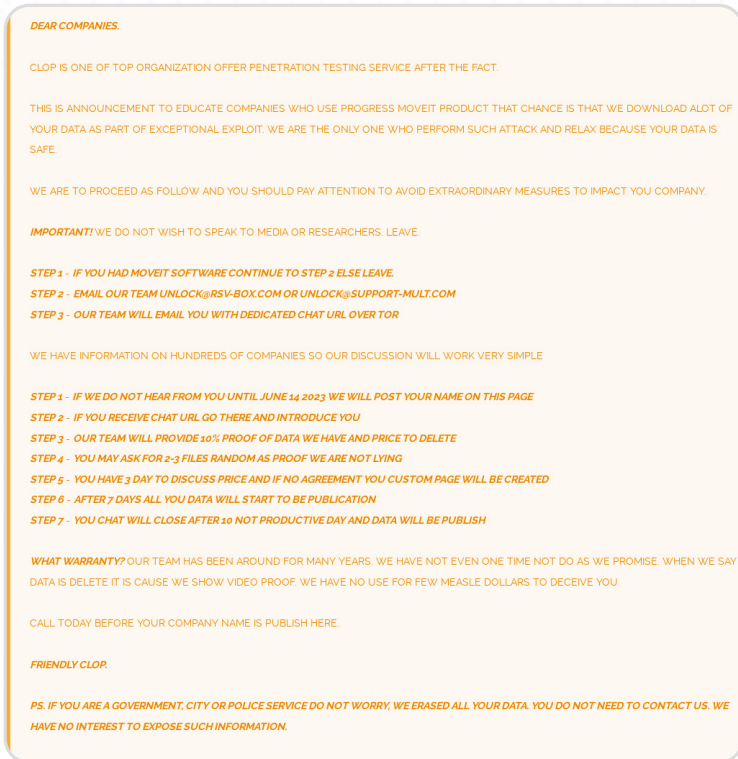 DEAR COMPANIES.
CLOP IS ONE OF TOP ORGANIZATION OFFER PENETRATION TESTING SERVICE AFTER THE FACT.
THIS IS ANNOUNCEMENT TO EDUCATE COMPANIES WHO USE PROGRESS MOVEIT PRODUCT THAT CHANCE IS THAT WE DOWNLOAD ALOT OF
YOUR DATA AS PART OF EXCEPTIONAL EXPLOIT. WE ARE THE ONLY ONE WHO PERFORM SUCH ATTACK AND RELAX BECAUSE YOUR DATA IS
SAFE.
WE ARE TO PROCEED AS FOLLOW AND YOU SHOULD PAY ATTENTION TO AVOID EXTRAORDINARY MEASURES TO IMPACT YOU COMPANY.
IMPORTANT! WE DO NOT WISH TO SPEAK TO MEDIA OR RESEARCHERS. LEAVE.
STEP 1 - IF YOU HAD MOVEIT SOFTWARE CONTINUE TO STEP 2 ELSE LEAVE.
STEP 2 - EMAIL OUR TEAM UNLOCK@RSV-BOX.COM OR UNLOCK@SUPPORT-MULT.COM
STEP 3 - OUR TEAM WILL EMAIL YOU WITH DEDICATED CHAT URL OVER TOR
WE HAVE INFORMATION ON HUNDREDS OF COMPANIES SO OUR DISCUSSION WILL WORK VERY SIMPLE
STEP 1 - IF WE DO NOT HEAR FROM YOU UNTIL JUNE 14 2023 WE WILL POST YOUR NAME ON THIS PAGE
STEP 2 - IF YOU RECEIVE CHAT URL GO THERE AND INTRODUCE YOU
STEP 3 - OUR TEAM WILL PROVIDE 10% PROOF OF DATA WE HAVE AND PRICE TO DELETE
STEP 4 - YOU MAY ASK FOR 2-3 FILES RANDOM AS PROOF WE ARE NOT LYING
STEP 5 - YOU HAVE 3 DAY TO DISCUSS PRICE AND IF NO AGREEMENT YOU CUSTOM PAGE WILL BE CREATED
STEP 6 - AFTER 7 DAYS ALL YOU DATA WILL START TO BE PUBLICATION
STEP 7 - YOU CHAT WILL CLOSE AFTER 10 NOT PRODUCTIVE DAY AND DATA WILL BE PUBLISH
WHAT WARRANTY? OUR TEAM HAS BEEN AROUND FOR MANY YEARS. WE HAVE NOT EVEN ONE TIME NOT DO AS WE PROMISE. WHEN WE SAY
DATA IS DELETE IT IS CAUSE WE SHOW VIDEO PROOF. WE HAVE NO USE FOR FEW MEASLE DOLLARS TO DECEIVE YOU.
CALL TODAY BEFORE YOUR COMPANY NAME IS PUBLISH HERE.
FRIENDLY CLOP.
PS. IF YOU ARE A GOVERNMENT, CITY OR POLICE SERVICE DO NOT WORRY, WE ERASED ALL YOUR DATA. YOU DO NOT NEED TO CONTACT US. WE
HAVE NO INTEREST TO EXPOSE SUCH INFORMATION.